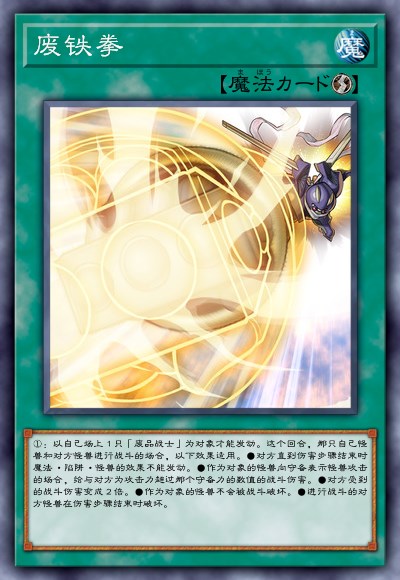 废铁拳
魔
【魔法カード】
まほう
①:以自己场上1只「废品战士」为对象才能发动。这个回合,那只自己怪
兽和对方怪兽进行战斗的场合,以下效果适用。●对方直到伤害步骤结束时
魔法・陷阱・怪兽的效果不能发动。●作为对象的怪兽向守备表示怪兽攻击
的场合,给与对方为攻击力超过那个守备力的数值的战斗伤害。●对方受到
的战斗伤害变成2倍。●作为对象的怪兽不会被战斗破坏。●进行战斗的对
方怪兽在伤害步骤结束时破坏。